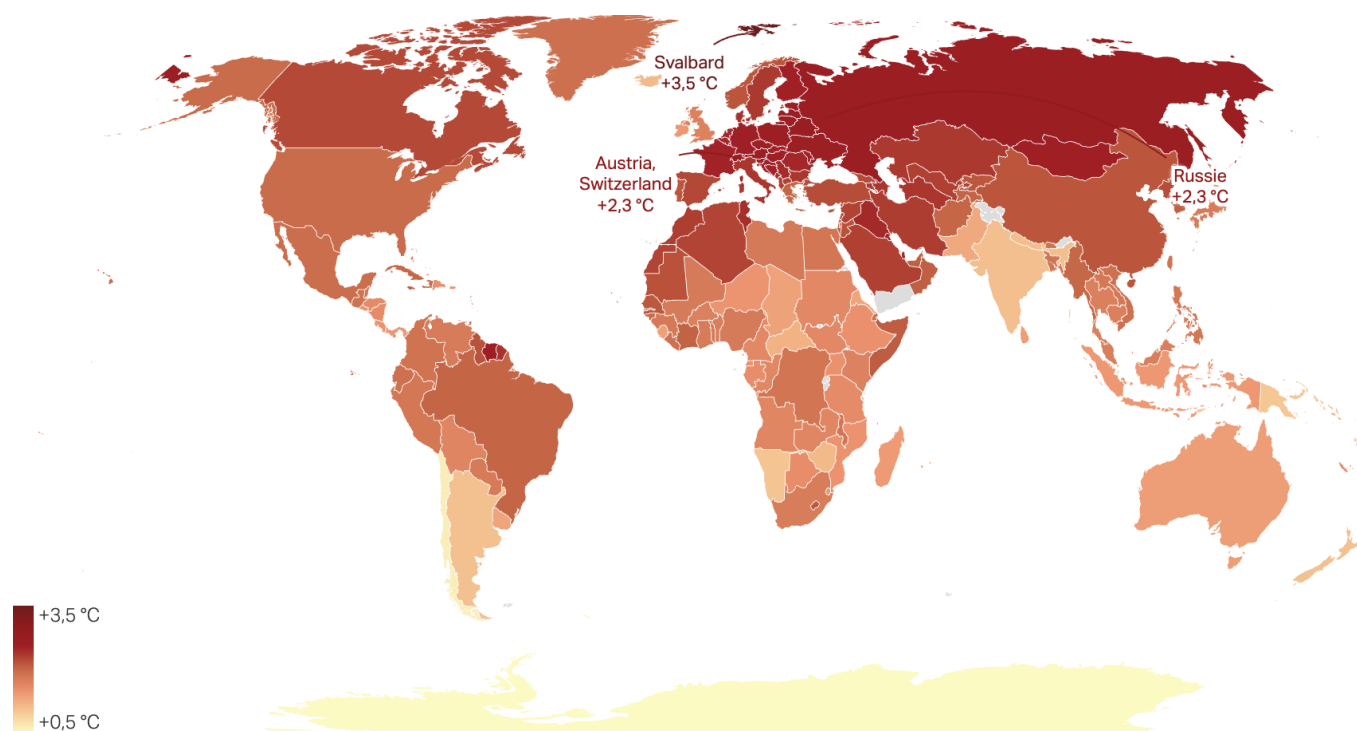 Svalbard
+3,5 °C
Austria,
Switzerland
+2,3 °C
Russie
+2,3 °C
+3,5 °C
+0,5 °C